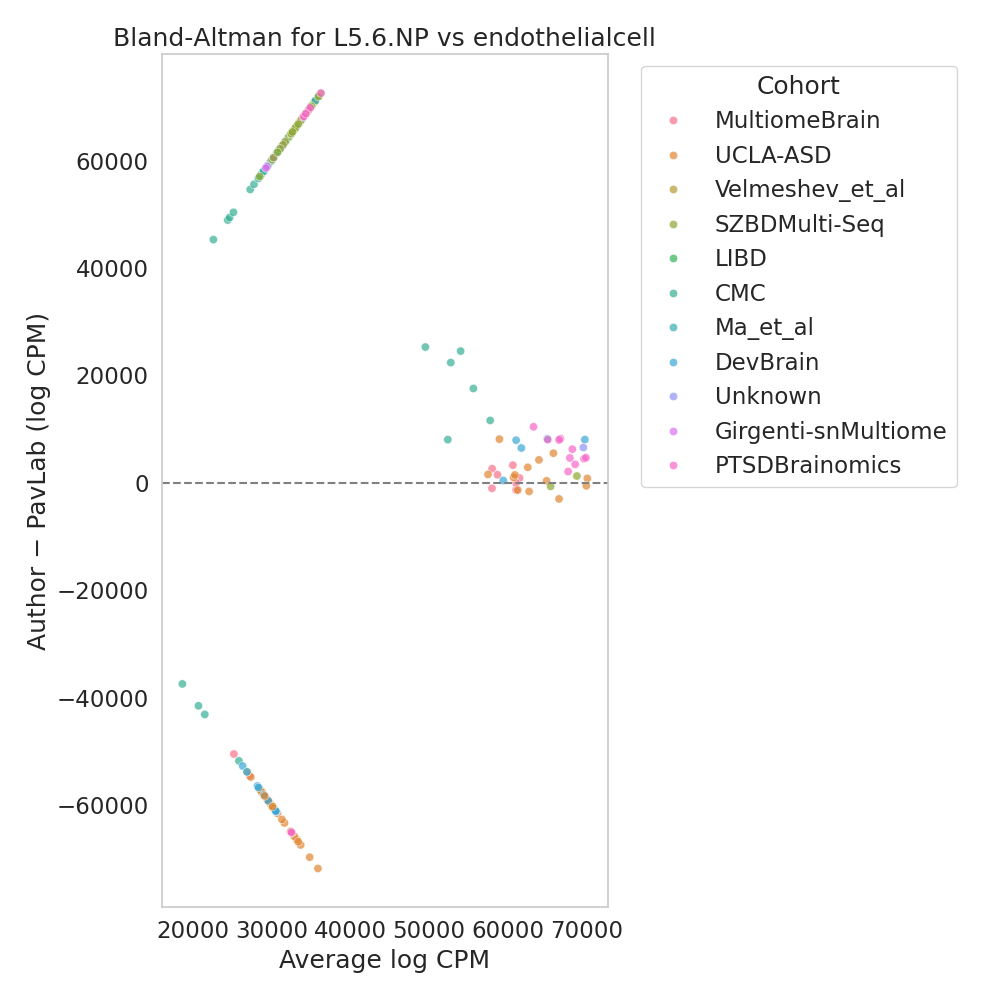 Bland-Altman for L5.6.NP vs endothelialcell
Author − PavLab (log CPM)
60000
40000
20000
0
−20000
−40000
−60000
20000 30000 40000 50000 60000 70000
Average log CPM
Cohort
MultiomeBrain
UCLA-ASD
Velmeshev_et_al
SZBDMulti-Seq
LIBD
CMC
Ma_et_al
DevBrain
Unknown
Girgenti-snMultiome
PTSDBrainomics